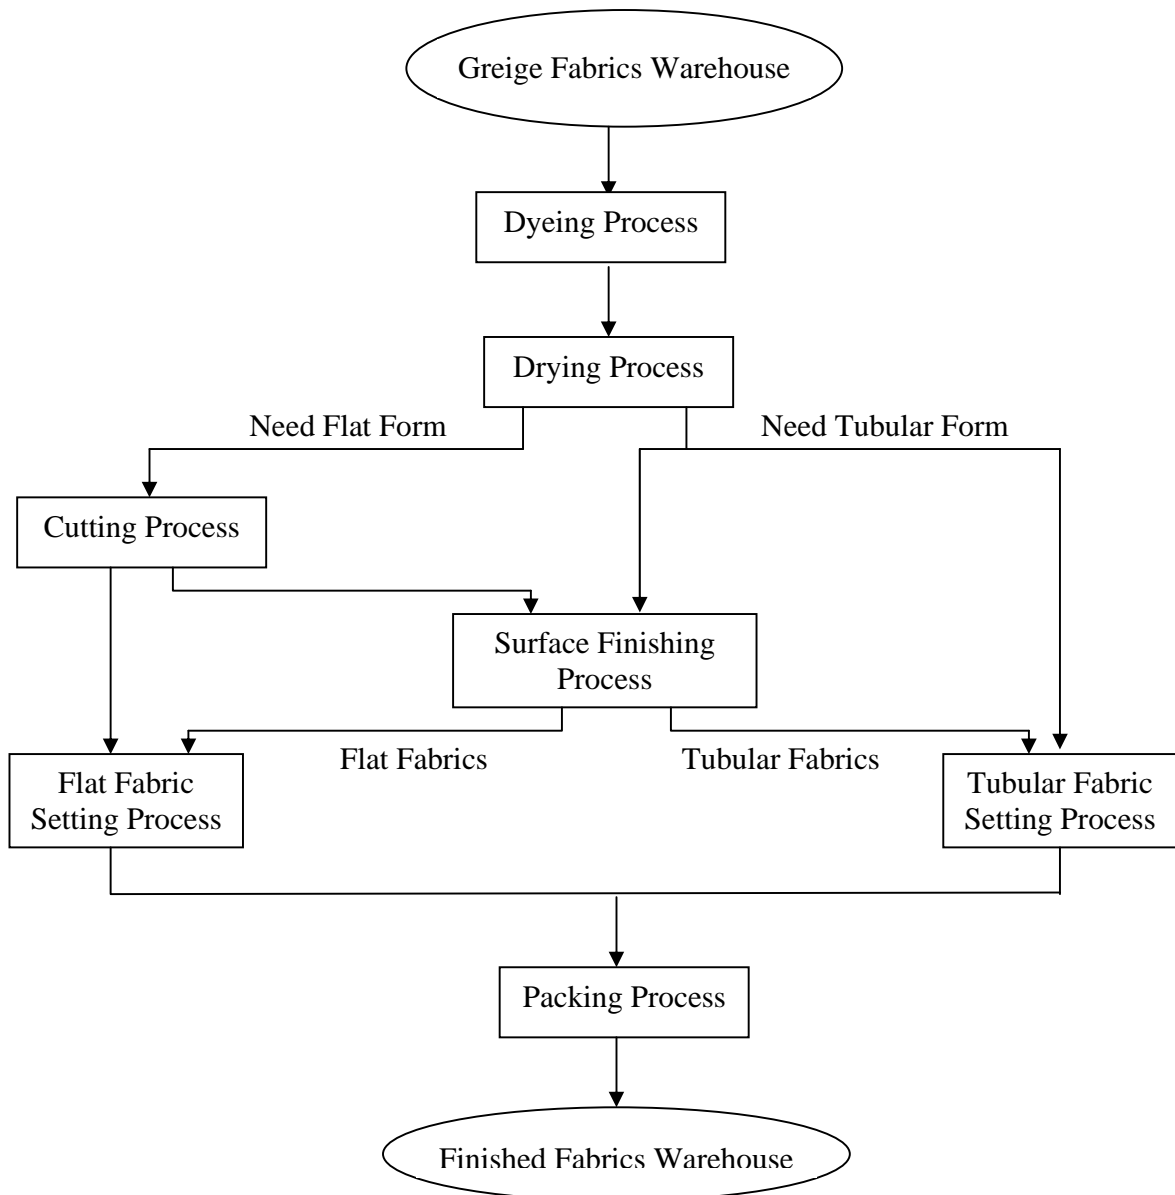 Greige Fabrics Warehouse
Dyeing Process
Drying Process
Need Flat Form
Need Tubular Form
Cutting Process
Surface Finishing
Process
Flat Fabrics
Tubular Fabrics
Flat Fabric
Setting Process
Tubular Fabric
Setting Process
Packing Process
Finished Fabrics Warehouse